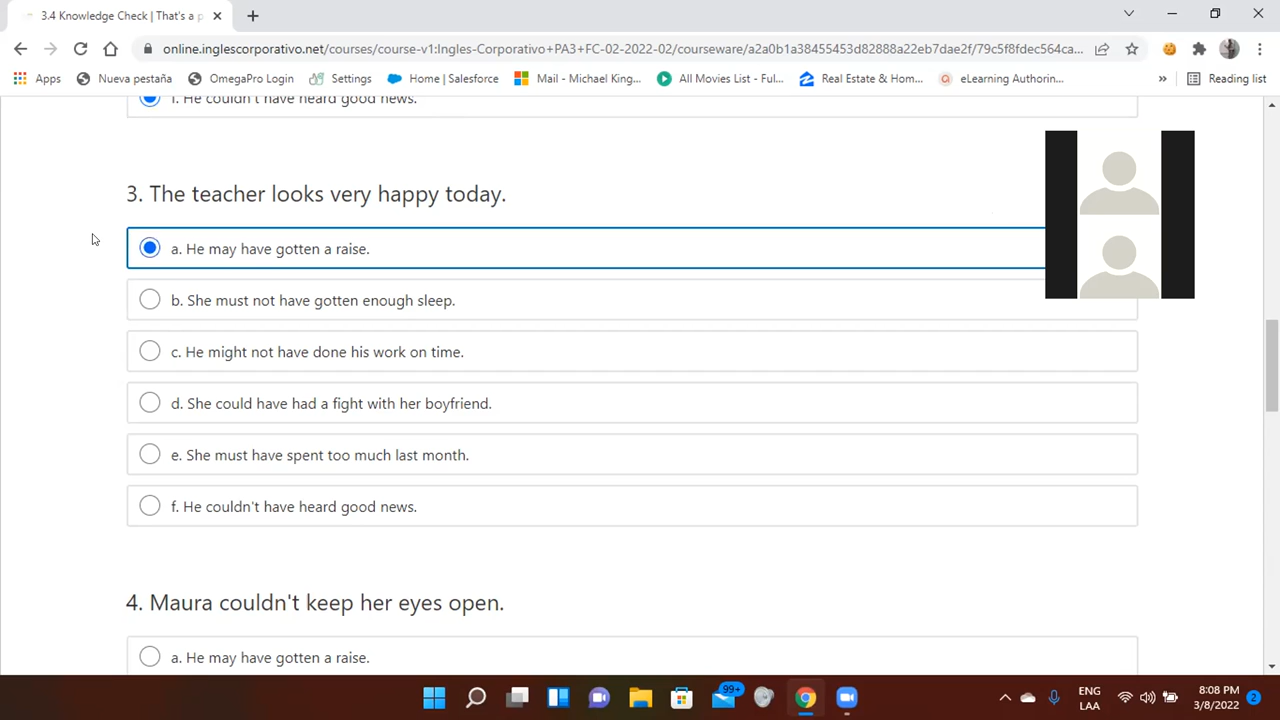 3.4 Knowledge Check | That's a p
online.inglescorporativo.net/courses/course-v1:Ingles-Corporativo+PA3+FC-02-2022-02/courseware/a2a0b1a38455453d82888a22eb7dae2f/79c5f8fdec564ca...
Apps
Nueva pestaña
OmegaPro Login
Settings
Home | Salesforce
Mail - Michael King...
All Movies List - Ful...
Real Estate & Hom...
eLearning Authorin...
»
Reading list
f. He couldn't have heard good news.
3. The teacher looks very happy today.
a. He may have gotten a raise.
b. She must not have gotten enough sleep.
c. He might not have done his work on time.
d. She could have had a fight with her boyfriend.
e. She must have spent too much last month.
f. He couldn't have heard good news.
4. Maura couldn't keep her eyes open.
a. He may have gotten a raise.
99+
ENG
LAA
8:08 PM
3/8/2022
2